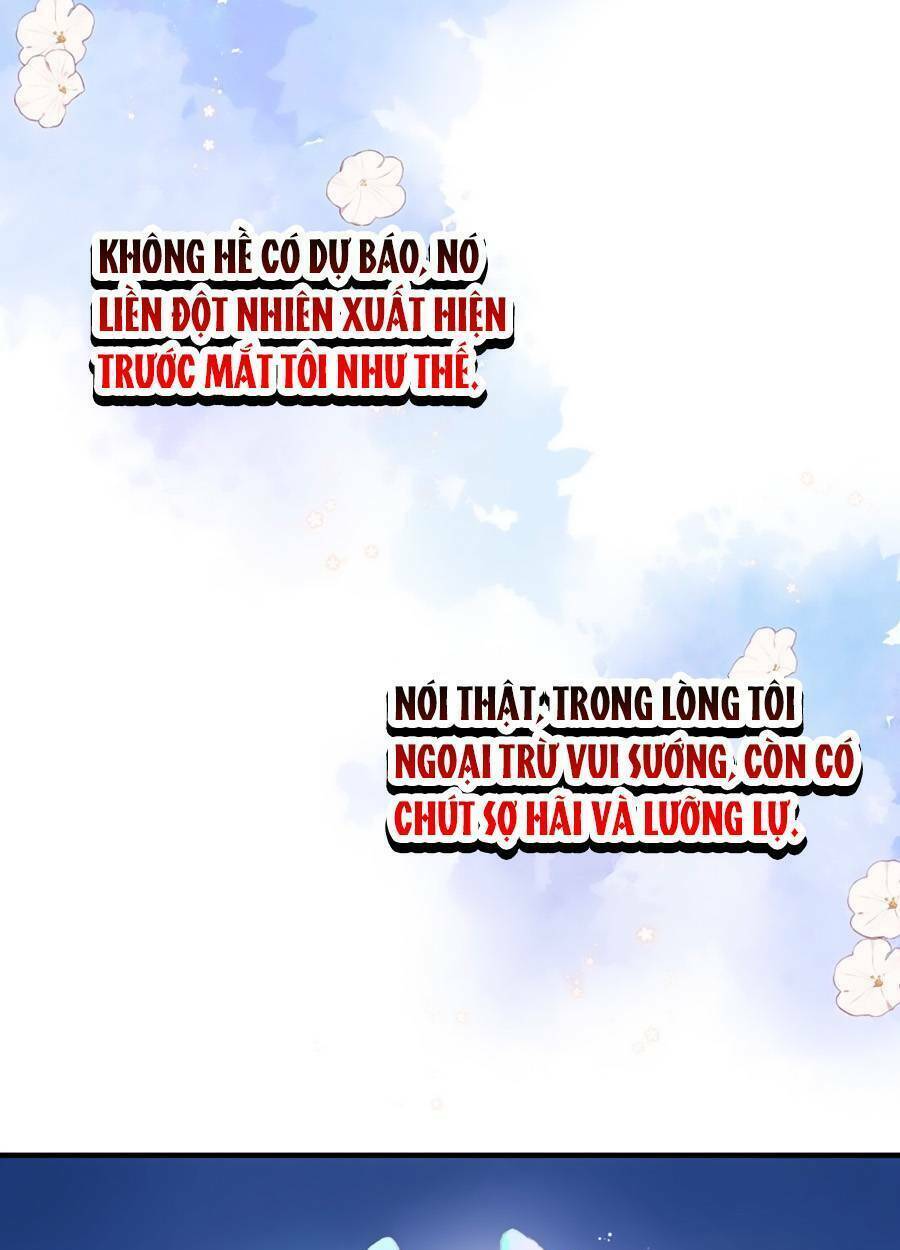 KHÔNG HỀ CÓ DỰ BÁO, NÓ
LIỀN ĐỘT NHIÊN XUẤT HIỆN
TRƯỚC MẮT TÔI NHƯ THẾ.
NÓI THẬT, TRONG LÒNG TÔI
NGOẠI TRỪ VUI SƯỚNG, CÒN CÓ
CHÚT SỢ HÃI VÀ LƯỠNG LỰ.